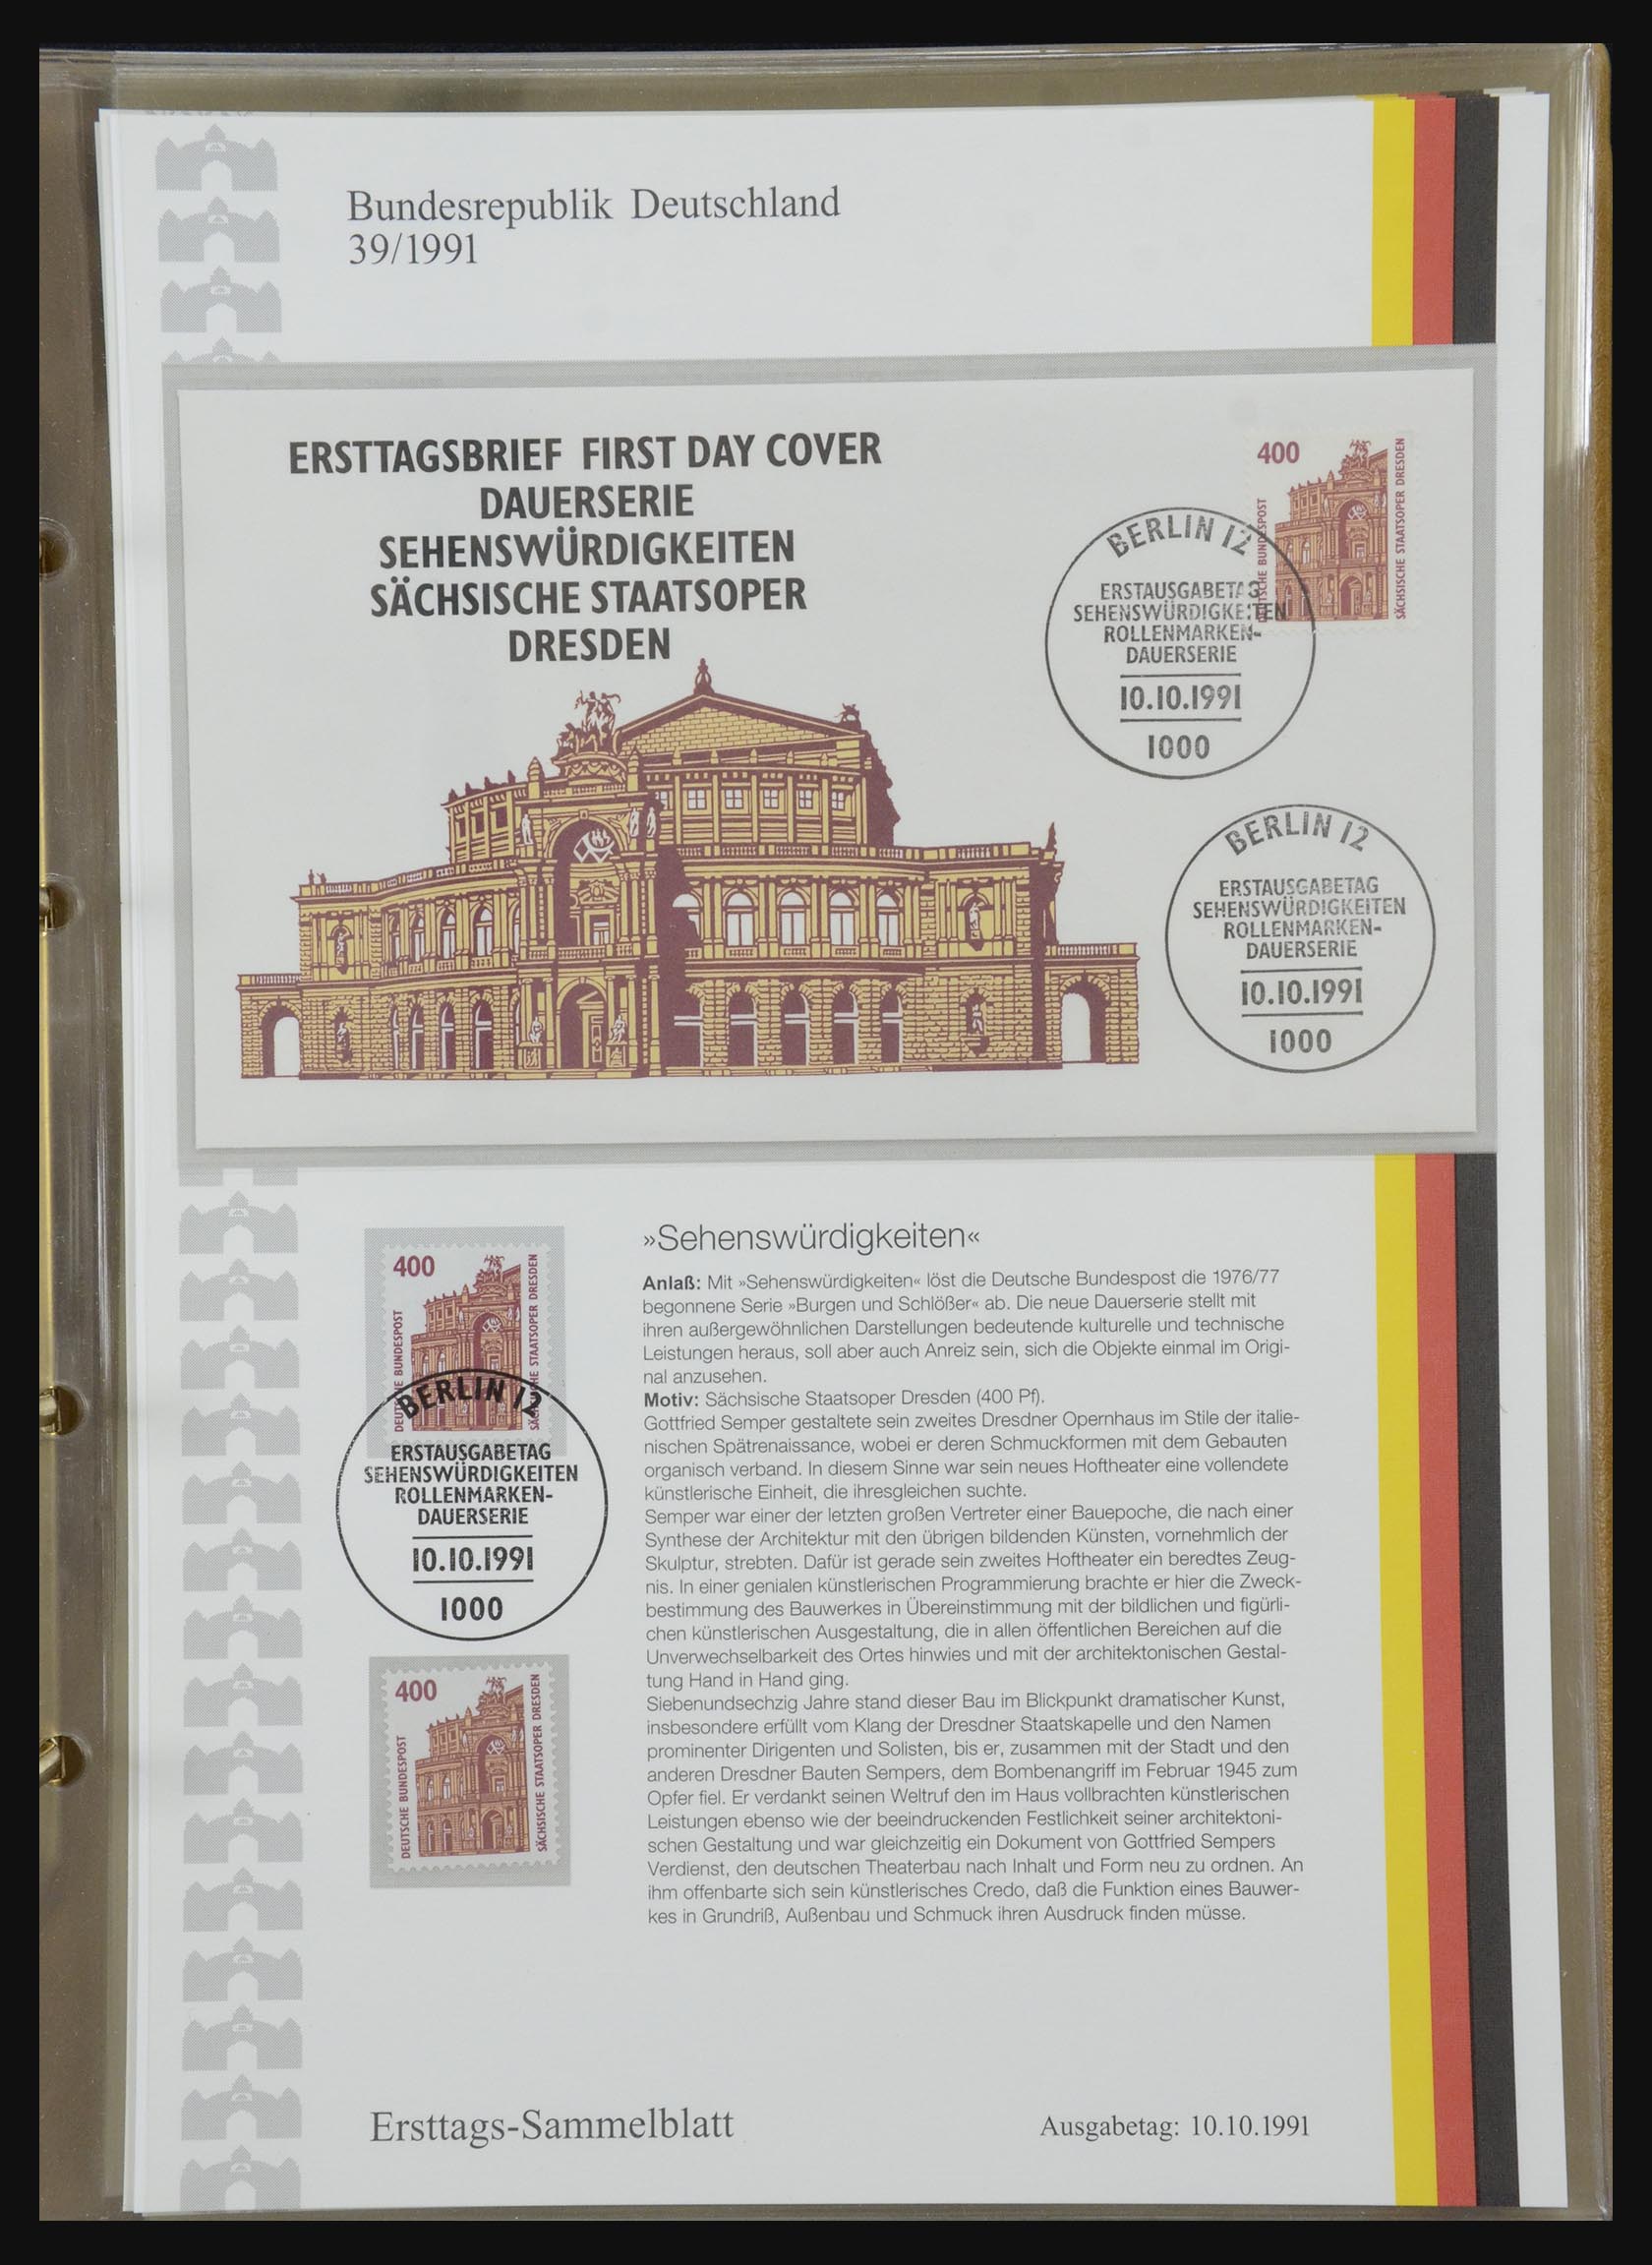 Bundesrepublik Deutschland
39/1991
ERSTTAGSBRIEF FIRST DAY COVER
DAUERSERIE
SEHENSWÜRDIGKEITEN
SÄCHSISCHE STAATSOPER
DRESDEN
400
DEUTSCHE BUNDESPOST
SÄCHSISCHE STAATSOPER DRESDEN
BERLIN 12
ERSTAUSGABETAG
SEHENSWÜRDIGKEITEN
ROLLENMARKEN-
DAUERSERIE
10.10.1991
1000
BERLIN 12
ERSTAUSGABETAG
SEHENSWÜRDIGKEITEN
ROLLENMARKEN-
DAUERSERIE
10.10.1991
1000
400
DEUTSCHE BUNDESPOST
SÄCHSISCHE STAATSOPER DRESDEN
BERLIN 12
ERSTAUSGABETAG
SEHENSWÜRDIGKEITEN
ROLLENMARKEN-
DAUERSERIE
10.10.1991
1000
400
DEUTSCHE BUNDESPOST
SÄCHSISCHE STAATSOPER DRESDEN
»Sehenswürdigkeiten«
Anlaß: Mit »Sehenswürdigkeiten« löst die Deutsche Bundespost die 1976/77
begonnene Serie »Burgen und Schlößer« ab. Die neue Dauerserie stellt mit
ihren außergewöhnlichen Darstellungen bedeutende kulturelle und technische
Leistungen heraus, soll aber auch Anreiz sein, sich die Objekte einmal im Origi-
nal anzusehen.
Motiv: Sächsische Staatsoper Dresden (400 Pf).
Gottfried Semper gestaltete sein zweites Dresdner Opernhaus im Stile der italie-
nischen Spätrenaissance, wobei er deren Schmuckformen mit dem Gebauten
organisch verband. In diesem Sinne war sein neues Hoftheater eine vollendete
künstlerische Einheit, die ihresgleichen suchte.
Semper war einer der letzten großen Vertreter einer Bauepoche, die nach einer
Synthese der Architektur mit den übrigen bildenden Künsten, vornehmlich der
Skulptur, strebten. Dafür ist gerade sein zweites Hoftheater ein beredtes Zeug-
nis. In einer genialen künstlerischen Programmierung brachte er hier die Zweck-
bestimmung des Bauwerkes in Übereinstimmung mit der bildlichen und figürli-
chen künstlerischen Ausgestaltung, die in allen öffentlichen Bereichen auf die
Unverwechselbarkeit des Ortes hinwies und mit der architektonischen Gestal-
tung Hand in Hand ging.
Siebenundsechzig Jahre stand dieser Bau im Blickpunkt dramatischer Kunst,
insbesondere erfüllt vom Klang der Dresdner Staatskapelle und den Namen
prominenter Dirigenten und Solisten, bis er, zusammen mit der Stadt und den
anderen Dresdner Bauten Sempers, dem Bombenangriff im Februar 1945 zum
Opfer fiel. Er verdankt seinen Weltruf den im Haus vollbrachten künstlerischen
Leistungen ebenso wie der beeindruckenden Festlichkeit seiner architektoni-
schen Gestaltung und war gleichzeitig ein Dokument von Gottfried Sempers
Verdienst, den deutschen Theaterbau nach Inhalt und Form neu zu ordnen. An
ihm offenbarte sich sein künstlerisches Credo, daß die Funktion eines Bauwer-
kes in Grundriß, Außenbau und Schmuck ihren Ausdruck finden müsse.
Ersttags-Sammelblatt
Ausgabetag: 10.10.1991